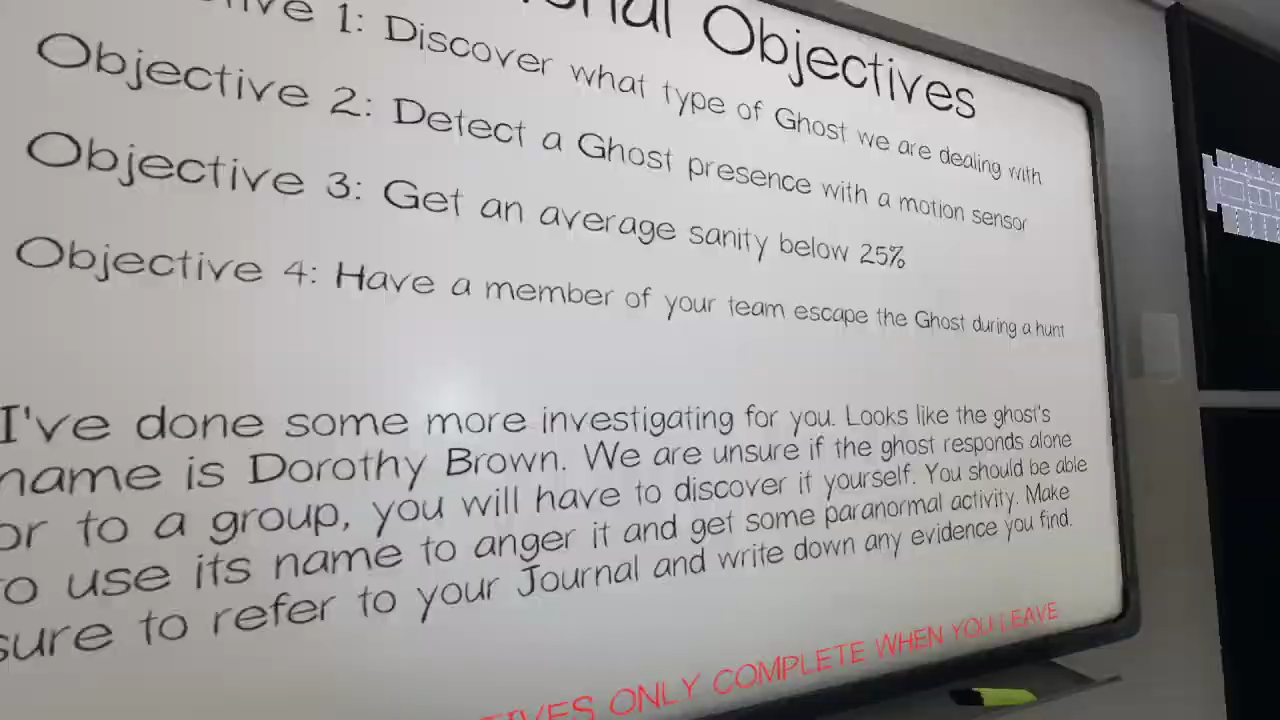 Objectives
1: Discover what type of Ghost we are dealing with
Objective 2: Detect a Ghost presence with a motion sensor
Objective 3: Get an average sanity below 25%
Objective 4: Have a member of your team escape the Ghost during a hunt
I've done some more investigating for you. Looks like the ghost's
name is Dorothy Brown. We are unsure if the ghost responds alone
or to a group, you will have to discover it yourself. You should be able
to use its name to anger it and get some paranormal activity. Make
sure to refer to your Journal and write down any evidence you find.
ONLY COMPLETE WHEN YOU LEAVE